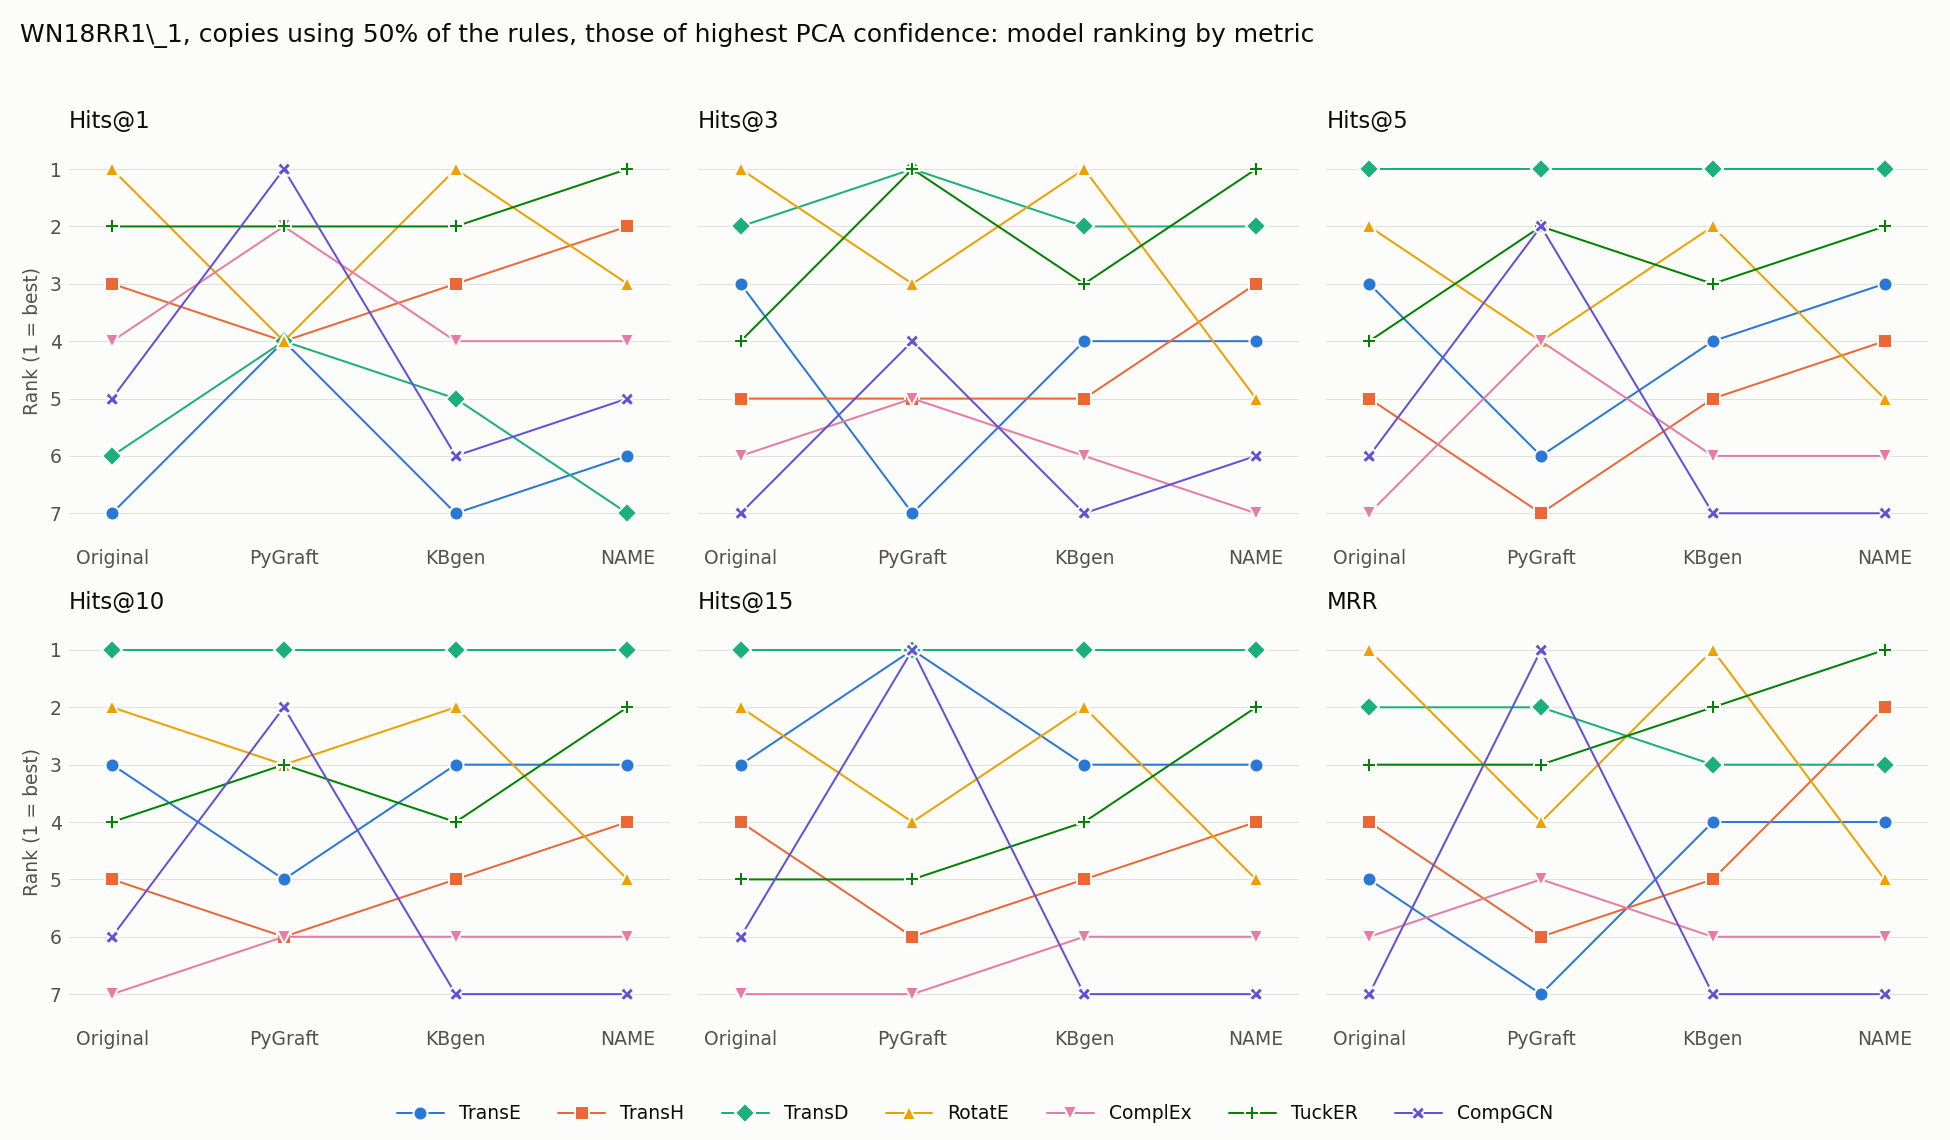 WN18RR1\_1, copies using 50% of the rules, those of highest PCA confidence: model ranking by metric
Hits@1
Hits@3
Hits@5
Rank (1 = best)
1
2
3
4
5
6
7
Original PyGraft KBgen NAME
Original PyGraft KBgen NAME
Original PyGraft KBgen NAME
Hits@10
Hits@15
MRR
Rank (1 = best)
1
2
3
4
5
6
7
Original PyGraft KBgen NAME
Original PyGraft KBgen NAME
Original PyGraft KBgen NAME
TransE TransH TransD RotatE ComplEx TuckER CompGCN